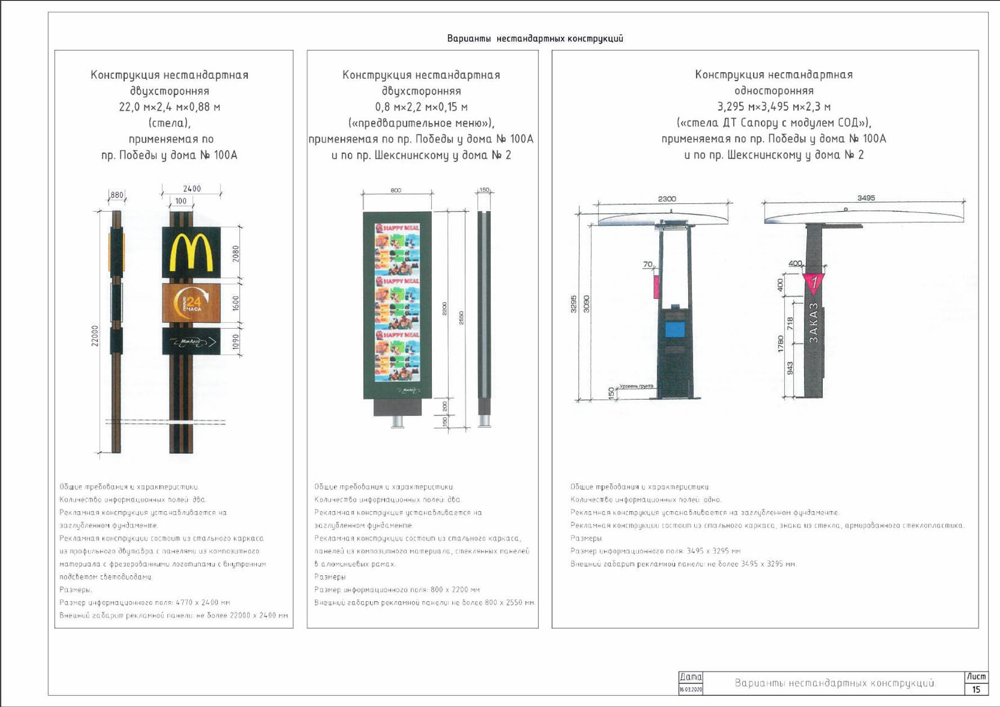 Варианты нестандартных конструкций
Конструкция нестандартная
двухсторонняя
22,0 м×2,4 м×0,88 м
(стела),
применяемая по
пр. Победы у дома № 100А
880
2400
100
22000
2080
1600
24
ЧАСА
МакАвто
1090
Общие требования и характеристики.
Количество информационных полей: два.
Рекламная конструкция устанавливается на
заглубленном фундаменте.
Рекламная конструкции состоит из стального каркаса
из профильного двутавра с панелями из композитного
материала с фрезерованными логотипами с внутренним
подсветом светодиодами.
Размеры.
Размер информационного поля: 4770 х 2400 мм
Внешний габарит рекламной панели: не более 22000 х 2400 мм.
Конструкция нестандартная
двухсторонняя
0,8 м×2,2 м×0,15 м
(«предварительное меню»),
применяемая по пр. Победы у дома № 100А
и по пр. Шекснинскому у дома № 2
800
150
HAPPY MEAL
HAPPY MEAL
HAPPY MEAL
МакАвто
2200
2550
200
150
Общие требования и характеристики.
Количество информационных полей: два.
Рекламная конструкция устанавливается на
заглубленном фундаменте.
Рекламная конструкции состоит из стального каркаса,
панелей из композитного материала, стеклянных панелей
в алюминиевых рамах.
Размеры
Размер информационного поля: 800 х 2200 мм
Внешний габарит рекламной панели: не более 800 х 2550 мм.
Конструкция нестандартная
односторонняя
3,295 м×3,495 м×2,3 м
(«стела ДТ Canopy с модулем СОД»),
применяемая по пр. Победы у дома № 100А
и по пр. Шекснинскому у дома № 2
2300
3495
70
3295
3090
150
Уровень грунта
400
400
1
ЗАКАЗ
718
1780
943
Общие требования и характеристики.
Количество информационных полей: одно.
Рекламная конструкция устанавливается на заглубленном фундаменте.
Рекламная конструкции состоит из стального каркаса, знака из стекла, армированного стеклопластика.
Размеры
Размер информационного поля: 3495 х 3295 мм
Внешний габарит рекламной панели: не более 3495 х 3295 мм.
Дата
16.03.2020
Варианты нестандартных конструкций.
Лист
15